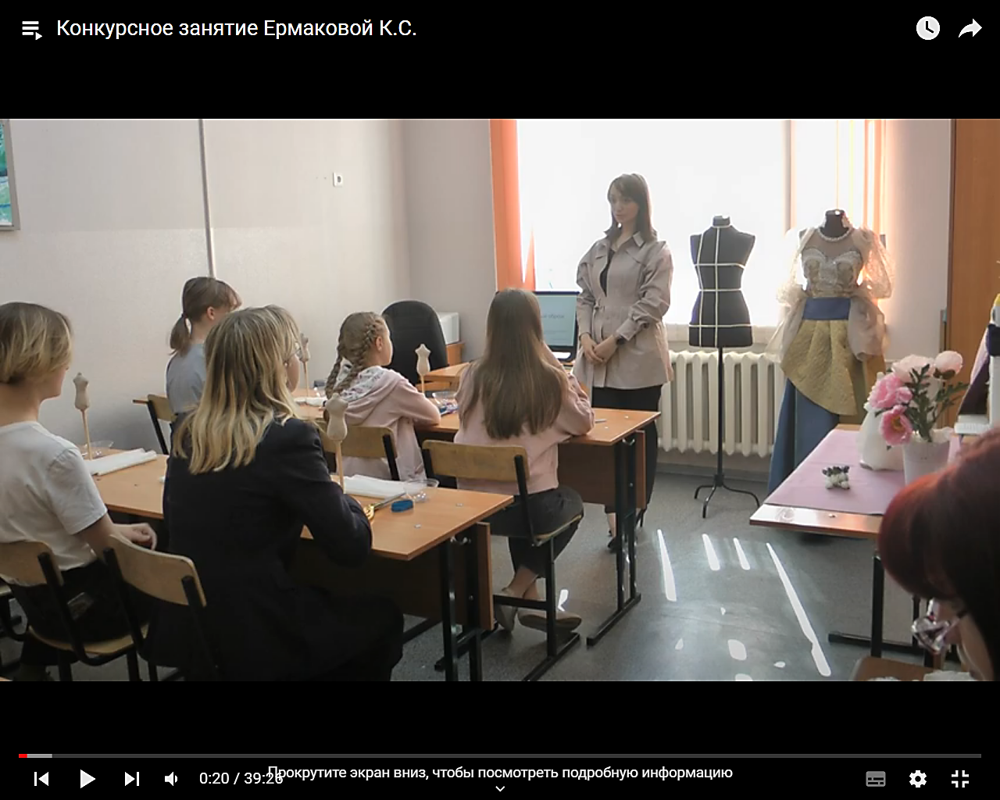 Конкурсное занятие Ермаковой К.С.
0:20 / 39:26
Прокрутите экран вниз, чтобы посмотреть подробную информацию